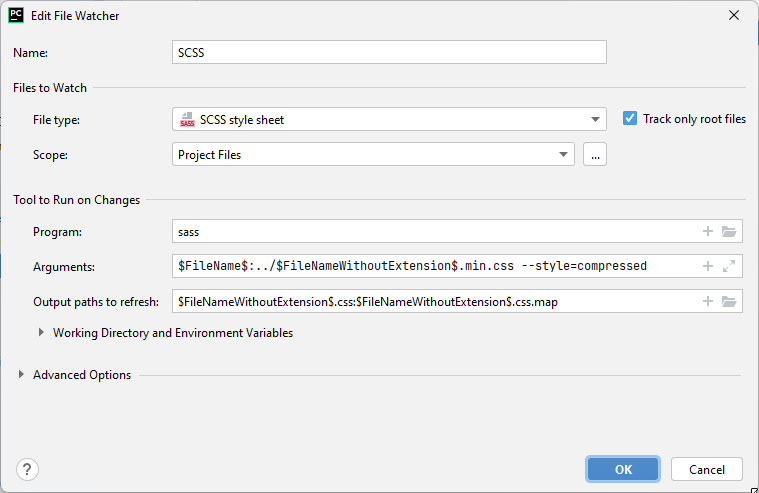 PC Edit File Watcher
Name: SCSS
Files to Watch
File type: SASS SCSS style sheet Track only root files
Scope: Project Files ...
Tool to Run on Changes
Program: sass
Arguments: $FileName$:../$FileNameWithoutExtension$.min.css --style=compressed
Output paths to refresh: $FileNameWithoutExtension$.css:$FileNameWithoutExtension$.css.map
Working Directory and Environment Variables
Advanced Options
? OK Cancel